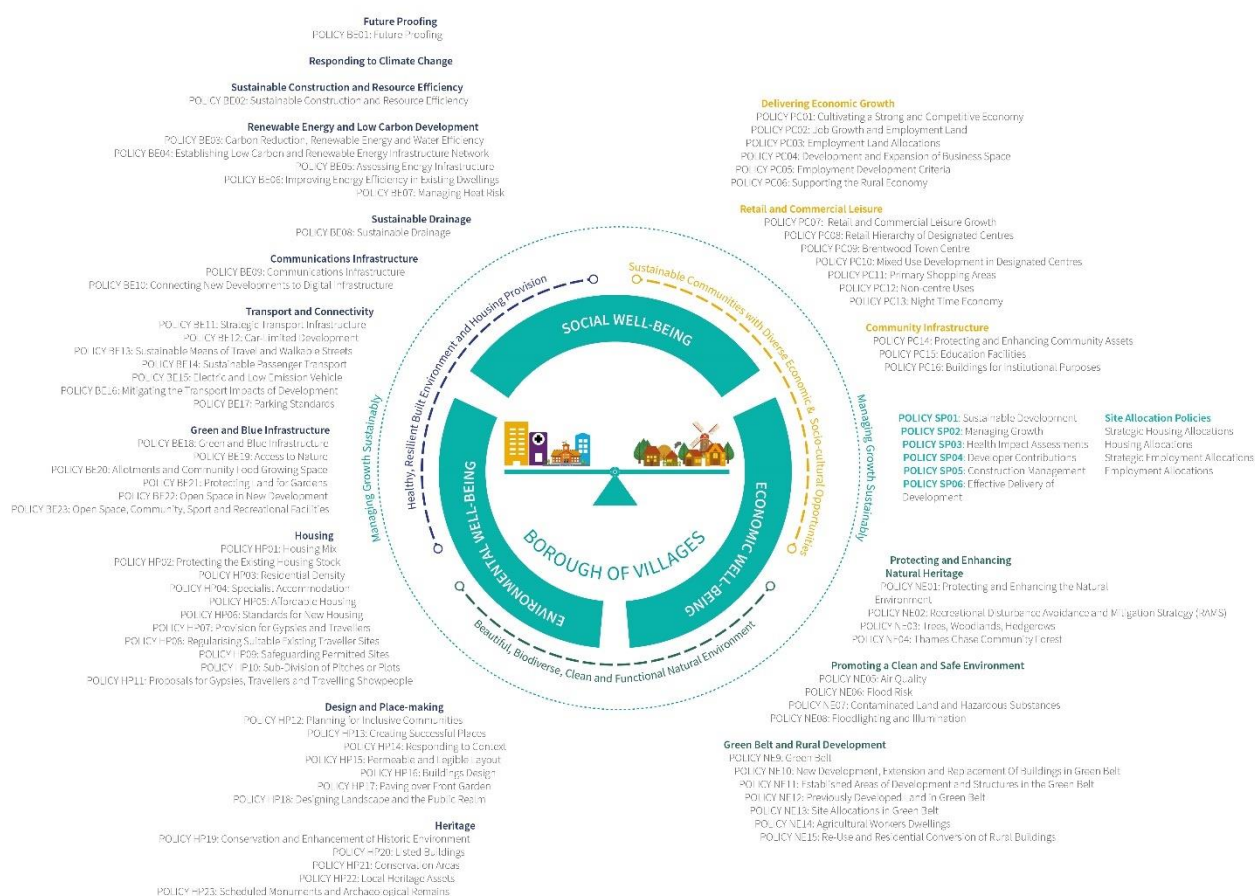 Future Proofing
POLICY BE01: Future Proofing
Responding to Climate Change
Sustainable Construction and Resource Efficiency
POLICY BE02: Sustainable Construction and Resource Efficiency
Renewable Energy and Low Carbon Development
POLICY BE03: Carbon Reduction, Renewable Energy and Water Efficiency
POLICY BE04: Establishing Low Carbon and Renewable Energy Infrastructure Network
POLICY BE05: Assessing Energy Infrastructure
POLICY BE06: Improving Energy Efficiency in Existing Dwellings
POLICY BE07: Managing Heat Risk
Sustainable Drainage
POLICY BE08: Sustainable Drainage
Communications Infrastructure
POLICY BE09: Communications Infrastructure
POLICY BE10: Connecting New Developments to Digital Infrastructure
Transport and Connectivity
POLICY BE11: Strategic Transport Infrastructure
POLICY BE12: Car-Limited Development
POLICY BE13: Sustainable Means of Travel and Walkable Streets
POLICY BE14: Sustainable Passenger Transport
POLICY BE15: Electric and Low Emission Vehicle
POLICY BE16: Mitigating the Transport Impacts of Development
POLICY BE17: Parking Standards
Green and Blue Infrastructure
POLICY BE18: Green and Blue Infrastructure
POLICY BE19: Access to Nature
POLICY BE20: Allotments and Community Food Growing Space
POLICY BE21: Protecting Land for Gardens
POLICY BE22: Open Space in New Development
POLICY BE23: Open Space, Community, Sport and Recreational Facilities
Housing
POLICY HP01: Housing Mix
POLICY HP02: Protecting the Existing Housing Stock
POLICY HP03: Residential Density
POLICY HP04: Specialist Accommodation
POLICY HP05: Affordable Housing
POLICY HP06: Standards for New Housing
POLICY HP07: Provision for Gypsies and Travellers
POLICY HP08: Regularising Suitable Existing Traveller Sites
POLICY HP09: Safeguarding Permitted Sites
POLICY HP10: Sub-Division of Pitches or Plots
POLICY HP11: Proposals for Gypsies, Travellers and Travelling Showpeople
Design and Place-making
POLICY HP12: Planning for Inclusive Communities
POLICY HP13: Creating Successful Places
POLICY HP14: Responding to Context
POLICY HP15: Permeable and Legible Layout
POLICY HP16: Buildings Design
POLICY HP17: Paving over Front Garden
POLICY HP18: Designing Landscape and the Public Realm
Heritage
POLICY HP19: Conservation and Enhancement of Historic Environment
POLICY HP20: Listed Buildings
POLICY HP21: Conservation Areas
POLICY HP22: Local Heritage Assets
POLICY HP23: Scheduled Monuments and Archaeological Remains
Managing Growth Sustainably
Healthy, Resilient Built Environment and Housing Provision
Sustainable Communities with Diverse Economic & Socio-cultural Opportunities
Beautiful, Biodiverse, Clean and Functional Natural Environment
SOCIAL WELL-BEING
ENVIRONMENTAL WELL-BEING
ECONOMIC WELL-BEING
BOROUGH OF VILLAGES
Managing Growth Sustainably
Delivering Economic Growth
POLICY PC01: Cultivating a Strong and Competitive Economy
POLICY PC02: Job Growth and Employment Land
POLICY PC03: Employment Land Allocations
POLICY PC04: Development and Expansion of Business Space
POLICY PC05: Employment Development Criteria
POLICY PC06: Supporting the Rural Economy
Retail and Commercial Leisure
POLICY PC07: Retail and Commercial Leisure Growth
POLICY PC08: Retail Hierarchy of Designated Centres
POLICY PC09: Brentwood Town Centre
POLICY PC10: Mixed Use Development in Designated Centres
POLICY PC11: Primary Shopping Areas
POLICY PC12: Non-centre Uses
POLICY PC13: Night Time Economy
Community Infrastructure
POLICY PC14: Protecting and Enhancing Community Assets
POLICY PC15: Education Facilities
POLICY PC16: Buildings for Institutional Purposes
POLICY SP01: Sustainable Development
POLICY SP02: Managing Growth
POLICY SP03: Health Impact Assessments
POLICY SP04: Developer Contributions
POLICY SP05: Construction Management
POLICY SP06: Effective Delivery of
Development
Site Allocation Policies
Strategic Housing Allocations
Housing Allocations
Strategic Employment Allocations
Employment Allocations
Protecting and Enhancing
Natural Heritage
POLICY NE01: Protecting and Enhancing the Natural
Environment
POLICY NE02: Recreational Disturbance Avoidance and Mitigation Strategy (RAMS)
POLICY NE03: Trees, Woodlands, Hedgerows
POLICY NE04: Thames Chase Community Forest
Promoting a Clean and Safe Environment
POLICY NE05: Air Quality
POLICY NE06: Flood Risk
POLICY NE07: Contaminated Land and Hazardous Substances
POLICY NE08: Floodlighting and Illumination
Green Belt and Rural Development
POLICY NE9: Green Belt
POLICY NE10: New Development, Extension and Replacement Of Buildings in Green Belt
POLICY NE11: Established Areas of Development and Structures in the Green Belt
POLICY NE12: Previously Developed Land in Green Belt
POLICY NE13: Site Allocations in Green Belt
POLICY NE14: Agricultural Workers Dwellings
POLICY NE15: Re-Use and Residential Conversion of Rural Buildings